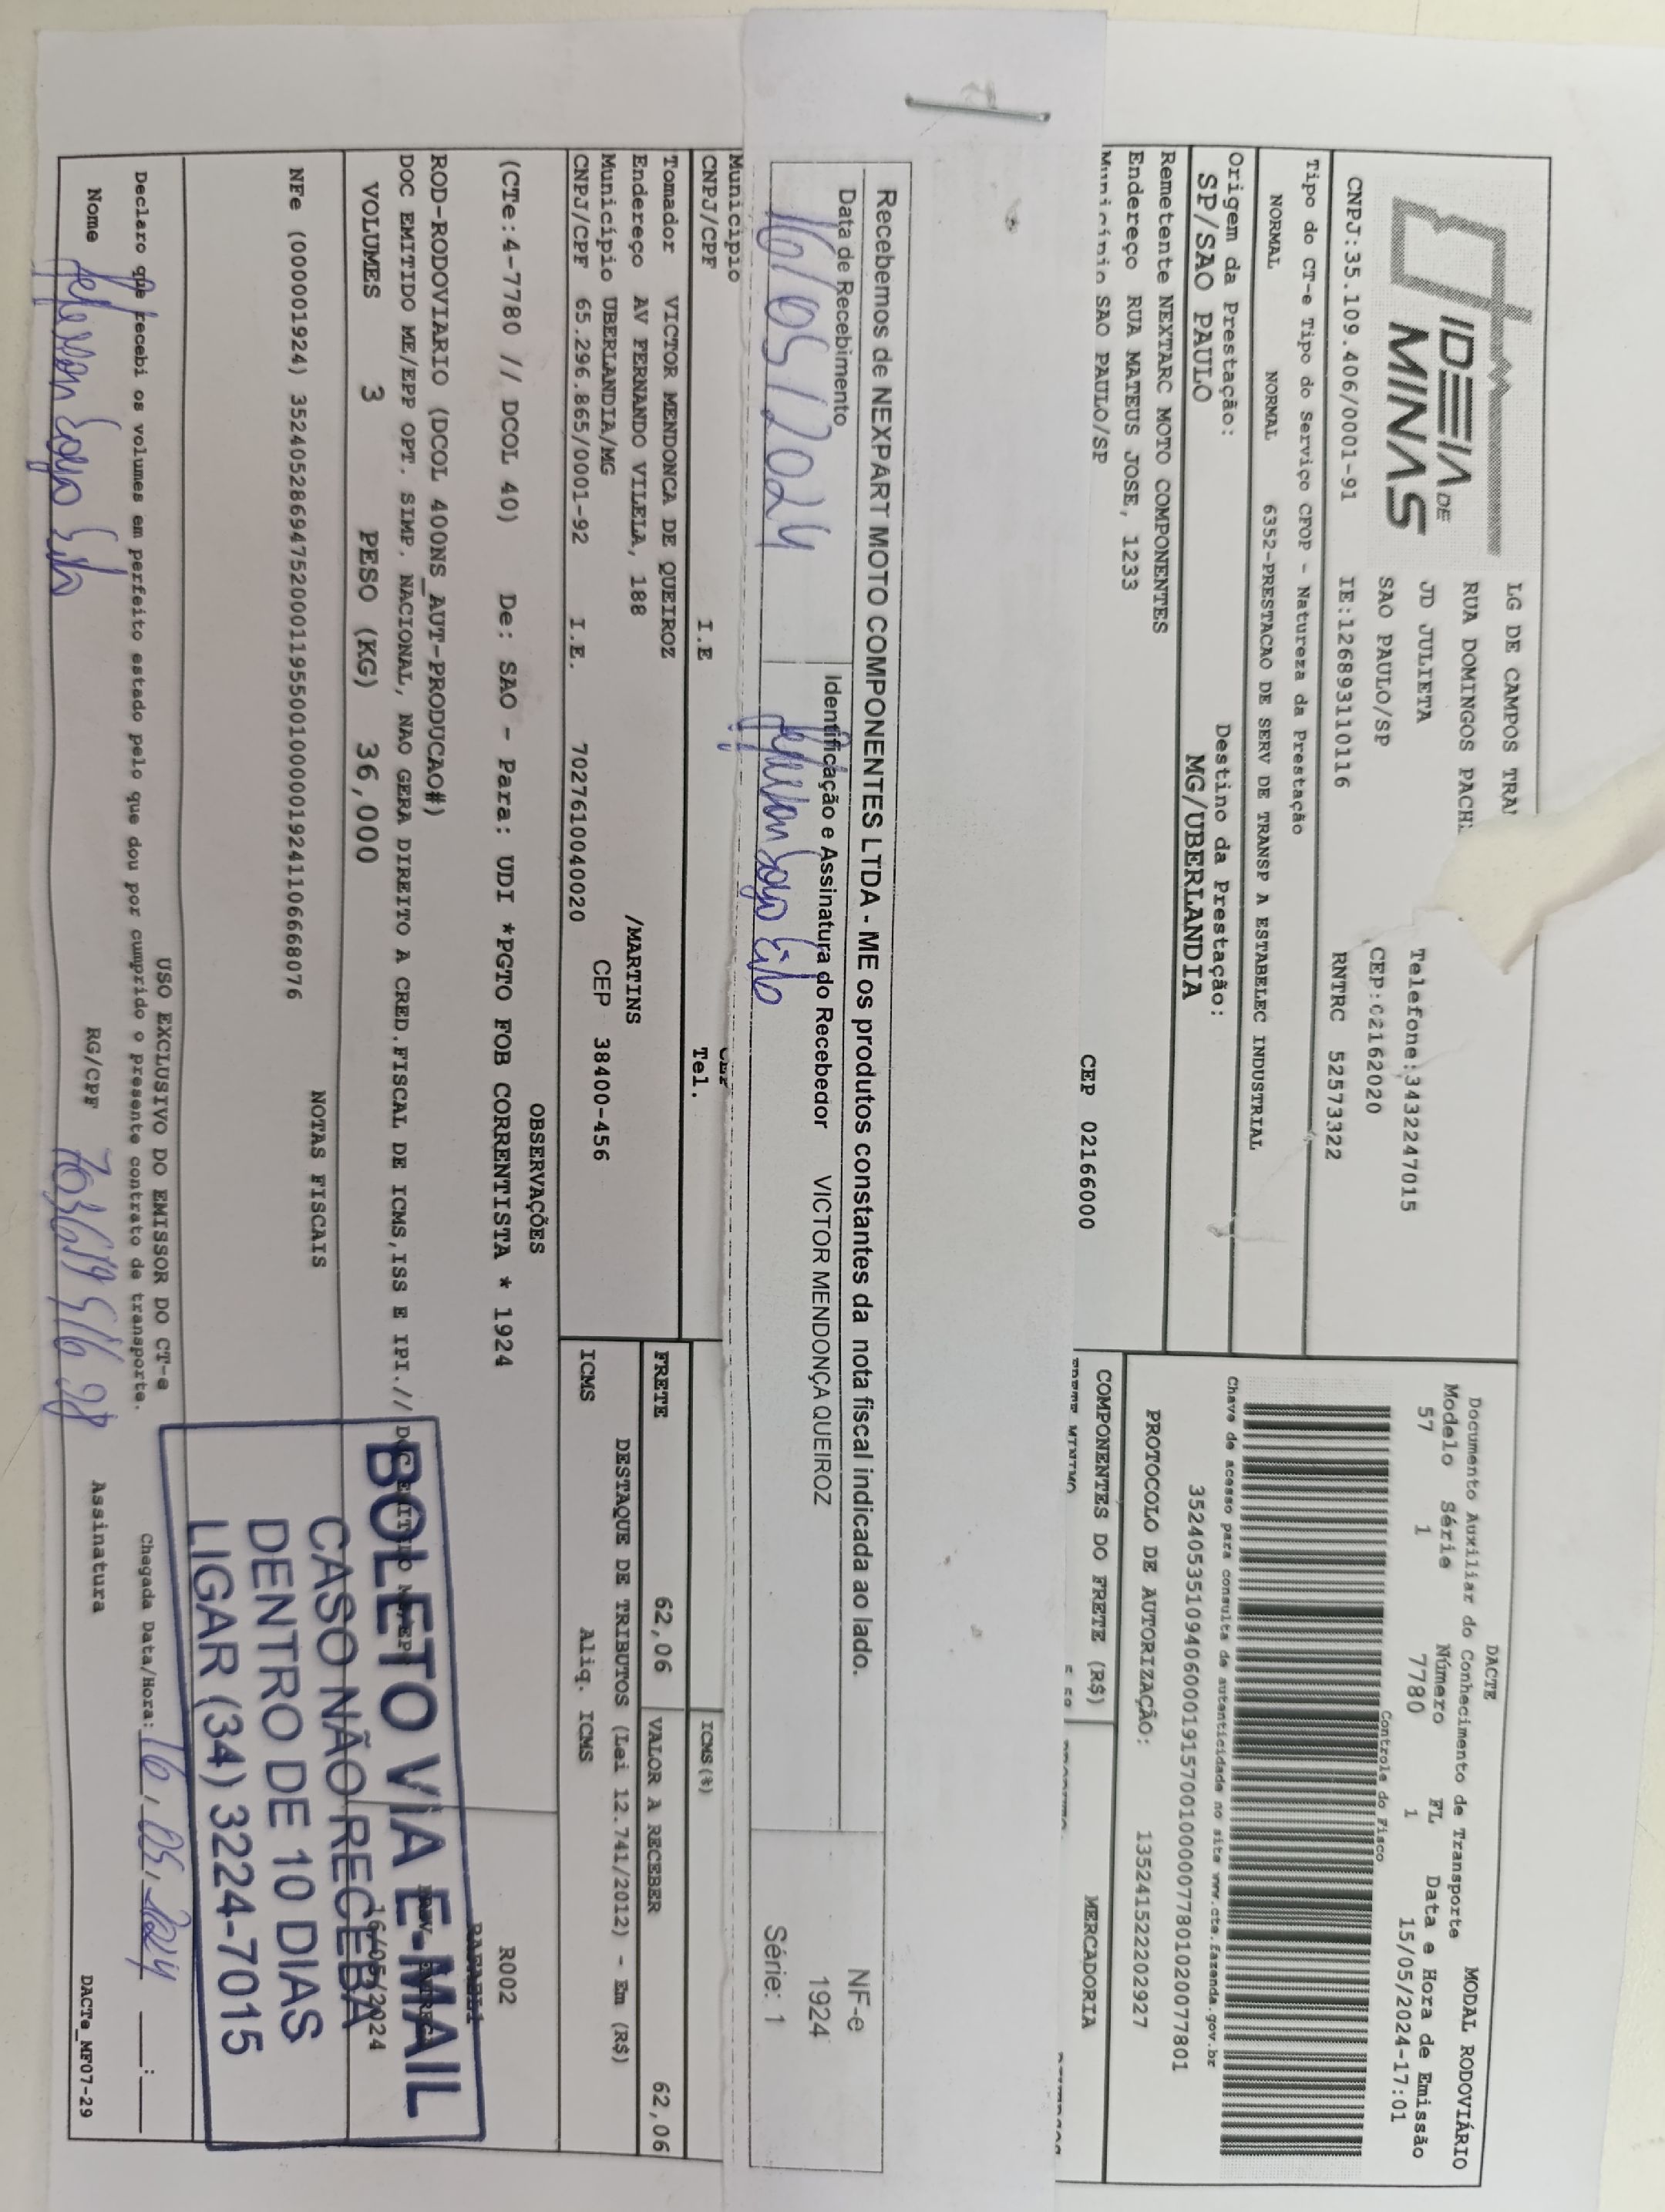 IDEIA DE
MINAS
LG DE CAMPOS TRA
RUA DOMINGOS PACH
JD JULIETA
Telefone:3432247015
SAO PAULO/SP
CEP:02162020
CNPJ:35.109.406/0001-91
IE:126893110116
RNTRC 52573322
DACTE
Documento Auxiliar do Conhecimento de Transporte
MODAL RODOVIÁRIO
Modelo Série Número FL Data e Hora de Emissão
57 1 7780 1 15/05/2024-17:01
Controle do Fisco
Chave de acesso para consulta de autenticidade no site www.cte.fazenda.gov.br
35240535109406000191570010000077801020077801
PROTOCOLO DE AUTORIZAÇÃO: 135241522202927
Tipo do CT-e Tipo do Serviço CFOP - Natureza da Prestação
NORMAL NORMAL 6352-PRESTACAO DE SERV DE TRANSP A ESTABELEC INDUSTRIAL
Origem da Prestação: Destino da Prestação:
SP/SAO PAULO MG/UBERLANDIA
Remetente NEXTARC MOTO COMPONENTES
Endereço RUA MATEUS JOSE, 1233
Município SAO PAULO/SP CEP 02166000
COMPONENTES DO FRETE (R$) MERCADORIA
FRETE MINIMO
Recebemos de NEXPART MOTO COMPONENTES LTDA - ME os produtos constantes da nota fiscal indicada ao lado.
NF-e
1924
Série: 1
Data de Recebimento
16/05/2024
Identificação e Assinatura do Recebedor VICTOR MENDONÇA QUEIROZ
Município
CNPJ/CPF I.E Tel.
ICMS(%)
Tomador VICTOR MENDONCA DE QUEIROZ
Endereço AV FERNANDO VILELA, 188 /MARTINS
Município UBERLANDIA/MG CEP 38400-456
CNPJ/CPF 65.296.865/0001-92 I.E. 7027610040020
FRETE 62,06 VALOR A RECEBER 62,06
DESTAQUE DE TRIBUTOS (Lei 12.741/2012) - Em (R$)
ICMS Aliq. ICMS
OBSERVAÇÕES
(CTe:4-7780 // DCOL 40) De: SAO - Para: UDI *PGTO FOB CORRENTISTA * 1924
R002
ROD-RODOVIARIO (DCOL 400NS_AUT-PRODUCAO#)
DOC EMITIDO ME/EPP OPT. SIMP. NACIONAL, NAO GERA DIREITO A CRED.FISCAL DE ICMS,ISS E IPI.//
VOLUMES 3 PESO (KG) 36,000
16/05/2024
NOTAS FISCAIS
NFe (000001924) 35240528694752000119550010000019241106668076
BOLETO VIA E-MAIL
CASO NÃO RECEBA
DENTRO DE 10 DIAS
LIGAR (34) 3224-7015
USO EXCLUSIVO DO EMISSOR DO CT-e
Declaro que recebi os volumes em perfeito estado pelo que dou por cumprido o presente contrato de transporte.
Chegada Data/Hora: 16/05/2024 __:__
Nome RG/CPF Assinatura
DACTe_MF07-29